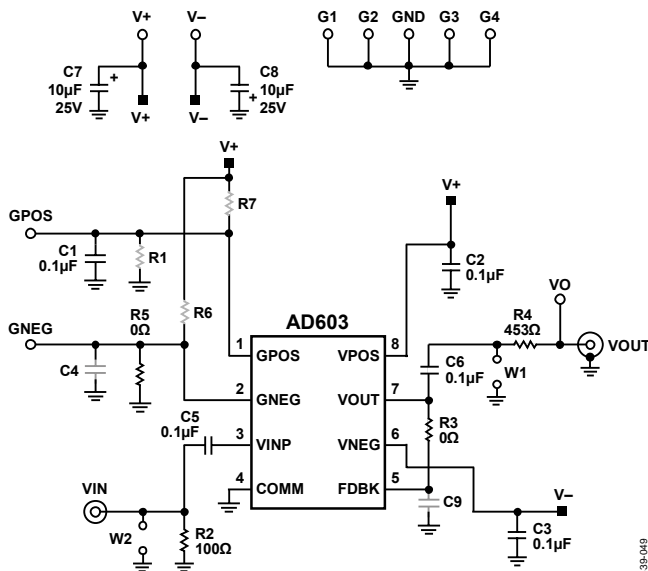 V+ V– G1 G2 GND G3 G4
C7 10µF 25V
C8 10µF 25V
+ +
V+ V–
V+
R7
GPOS
C1 0.1µF
R1
V+
C2 0.1µF
R6
R5 0Ω
GNEG
C4
AD603
1 GPOS VPOS 8
2 GNEG VOUT 7
3 VINP VNEG 6
4 COMM FDBK 5
C5 0.1µF
VIN
W2
R2 100Ω
C6 0.1µF
W1
R4 453Ω
VO
VOUT
R3 0Ω
C9
V–
C3 0.1µF
39-049